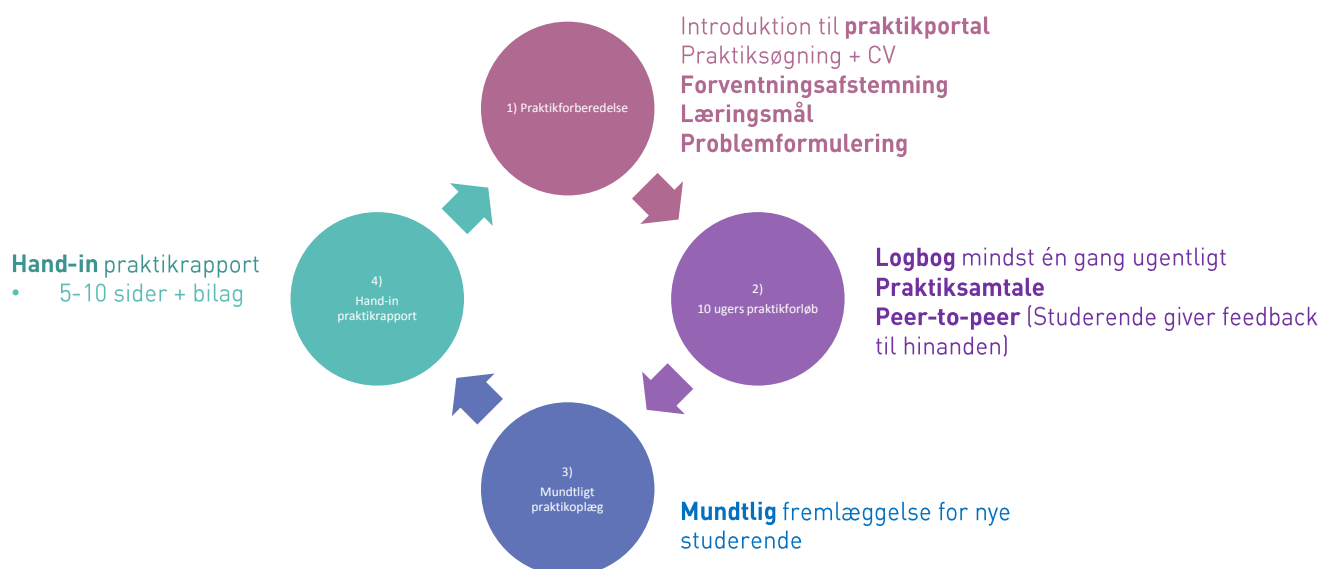 Introduktion til praktikportal
Praktiksøgning + CV
Forventningsafstemning
Læringsmål
Problemformulering
1) Praktikforberedelse
Hand-in praktikrapport
• 5-10 sider + bilag
4)
Hand-in
praktikrapport
2)
10 ugers praktikforløb
Logbog mindst én gang ugentligt
Praktiksamtale
Peer-to-peer (Studerende giver feedback
til hinanden)
3)
Mundtligt
praktikoplæg
Mundtlig fremlæggelse for nye
studerende